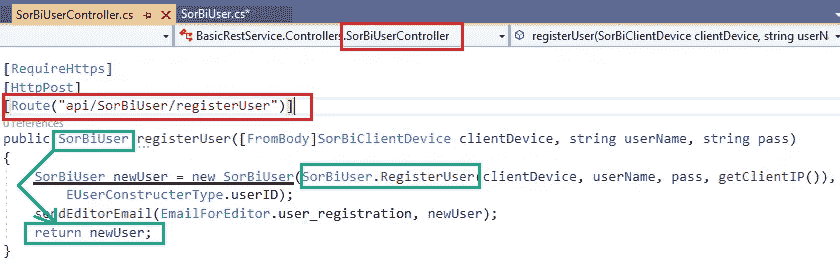 SorBiUserController.cs SorBiUser.cs*
BasicRestService.Controllers.SorBiUserController registerUser(SorBiClientDevice clientDevice, string userN
[RequireHttps]
[HttpPost]
[Route("api/SorBiUser/registerUser")]
0 references
public SorBiUser registerUser([FromBody]SorBiClientDevice clientDevice, string userName, string pass)
{
SorBiUser newUser = new SorBiUser(SorBiUser.RegisterUser(clientDevice, userName, pass, getClientIP()),
EUserConstructerType.userID);
sendEditorEmail(EmailForEditor.user_registration, newUser);
return newUser;
}